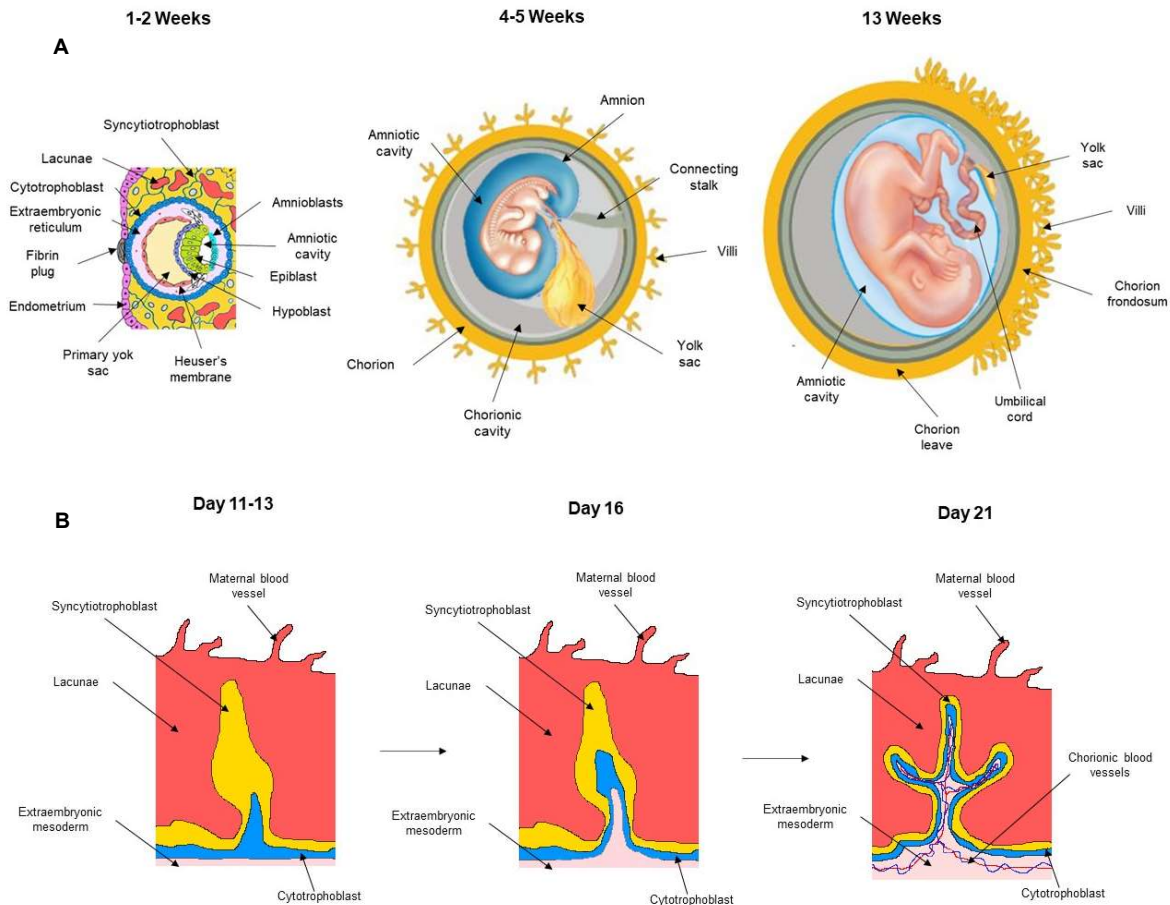 1-2 Weeks
4-5 Weeks
13 Weeks
A
Syncytiotrophoblast
Lacunae
Cytotrophoblast
Extraembryonic
reticulum
Fibrin
plug
Endometrium
Primary yok
sac
Heuser's
membrane
Amnioblasts
Amniotic
cavity
Epiblast
Hypoblast
Amniotic
cavity
Amnion
Connecting
stalk
Villi
Yolk
sac
Chorion
Chorionic
cavity
Yolk
sac
Villi
Chorion
frondosum
Amniotic
cavity
Umbilical
cord
Chorion
leave
B
Day 11-13
Day 16
Day 21
Maternal blood
vessel
Syncytiotrophoblast
Lacunae
Extraembryonic
mesoderm
Cytotrophoblast
Maternal blood
vessel
Syncytiotrophoblast
Lacunae
Extraembryonic
mesoderm
Cytotrophoblast
Maternal blood
vessel
Syncytiotrophoblast
Lacunae
Chorionic blood
vessels
Extraembryonic
mesoderm
Cytotrophoblast